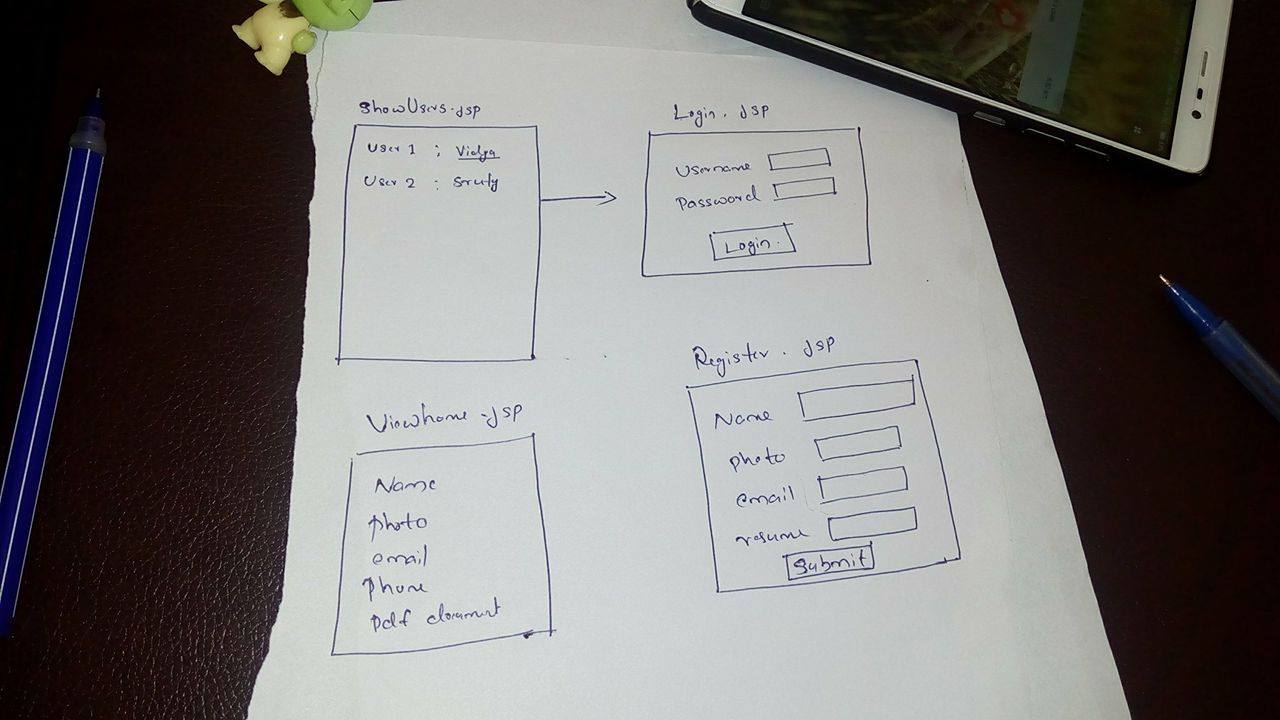 ShowUsers.jsp
User 1 : Vidya
User 2 : Sruty
Login.jsp
Username
Password
Login.
Viewhome.jsp
Name
photo
email
Phone
pdf document
Register.jsp
Name
photo
email
resume
Submit